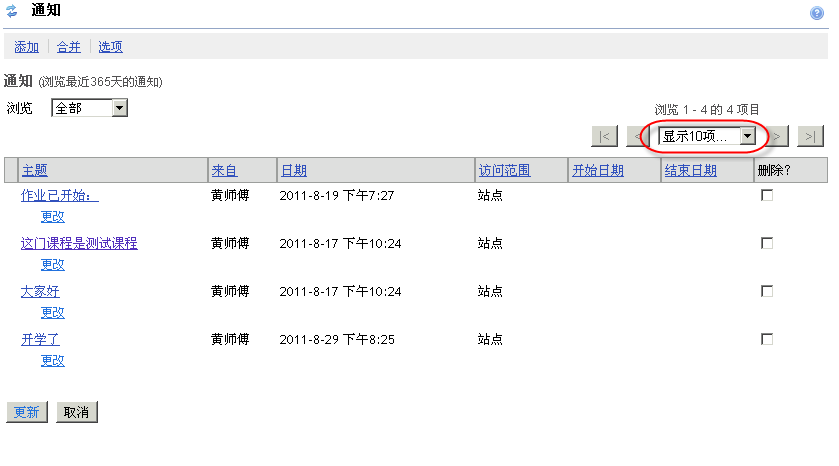 通知
添加 合并 选项
通知 (浏览最近365天的通知)
浏览 全部
浏览 1 - 4 的 4 项目
|< < 显示10项... > >|
主题 来自 日期 访问范围 开始日期 结束日期 删除?
作业已开始： 黄师傅 2011-8-19 下午7:27 站点
更改
这门课程是测试课程 黄师傅 2011-8-17 下午10:24 站点
更改
大家好 黄师傅 2011-8-17 下午10:24 站点
更改
开学了 黄师傅 2011-8-29 下午8:25 站点
更改
更新 取消